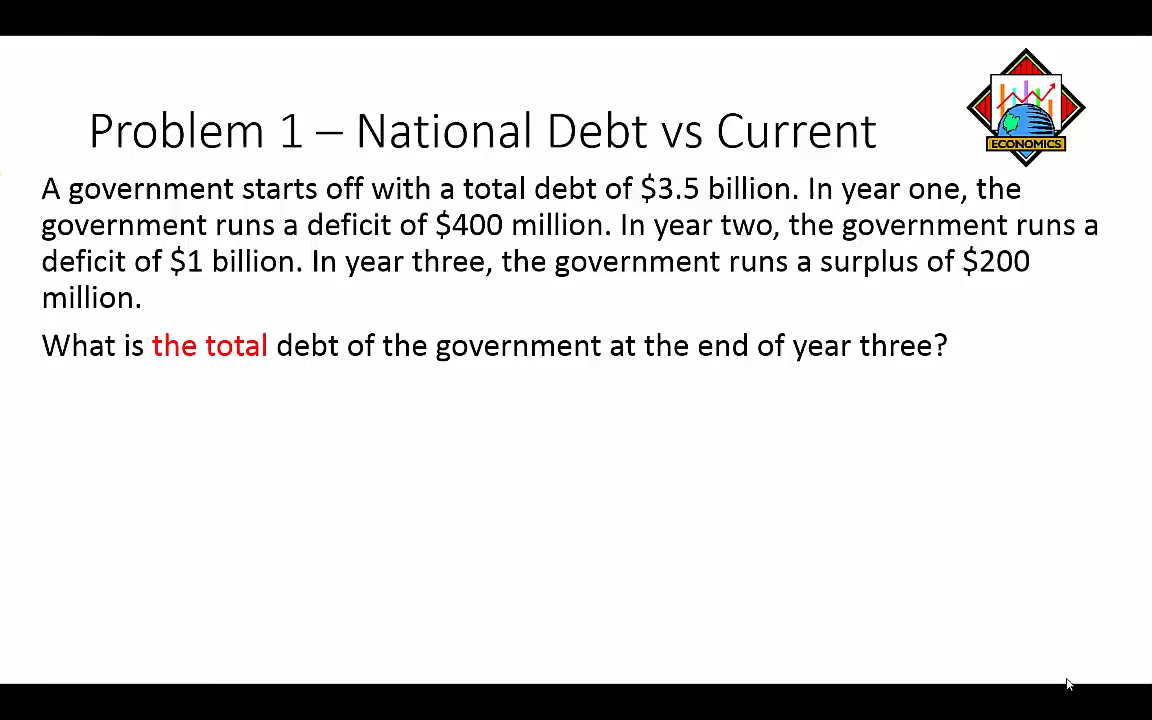 Problem 1 – National Debt vs Current
ECONOMICS
A government starts off with a total debt of $3.5 billion. In year one, the
government runs a deficit of $400 million. In year two, the government runs a
deficit of $1 billion. In year three, the government runs a surplus of $200
million.
What is the total debt of the government at the end of year three?